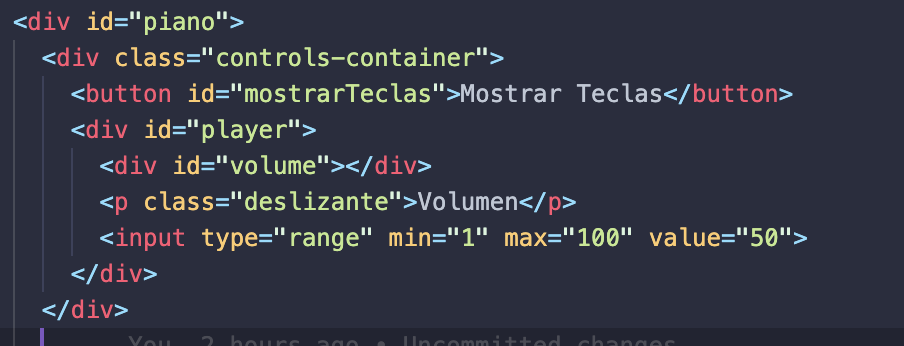 <div id="piano">
<div class="controls-container">
<button id="mostrarTeclas">Mostrar Teclas</button>
<div id="player">
<div id="volume"></div>
<p class="deslizante">Volumen</p>
<input type="range" min="1" max="100" value="50">
</div>
</div>
You, 2 hours ago • Uncommitted changes